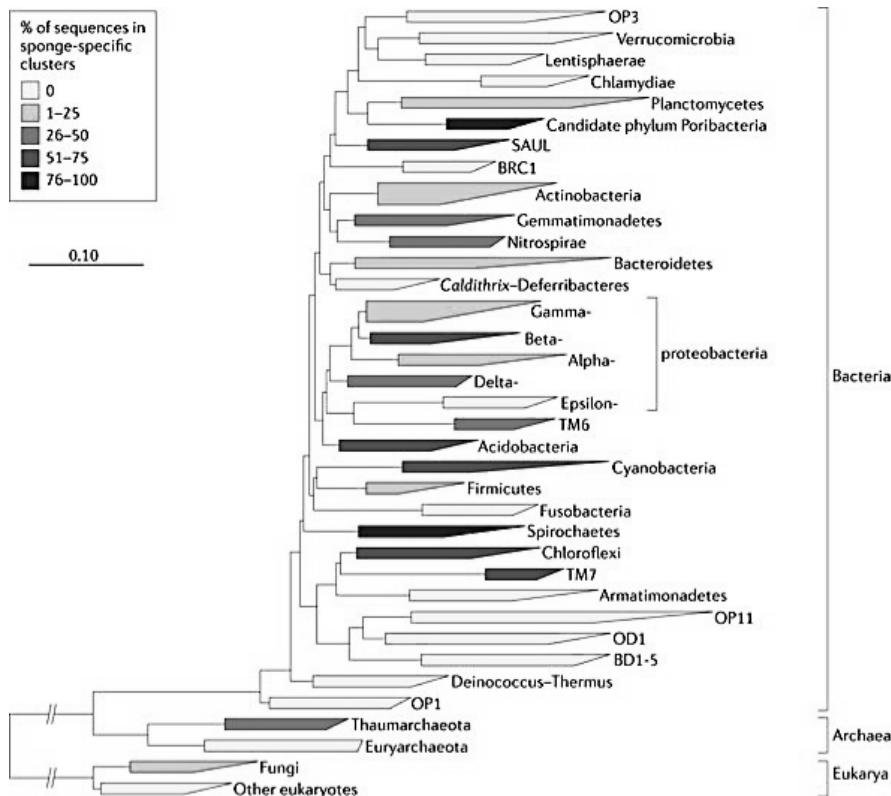 % of sequences in
sponge-specific
clusters
0
1–25
26–50
51–75
76–100
0.10
OP3
Verrucomicrobia
Lentisphaerae
Chlamydiae
Planctomycetes
Candidate phylum Poribacteria
SAUL
BRC1
Actinobacteria
Gemmatimonadetes
Nitrospirae
Bacteroidetes
Caldithrix–Deferribacteres
Gamma-
Beta-
Alpha-
Delta-
Epsilon-
proteobacteria
TM6
Acidobacteria
Cyanobacteria
Firmicutes
Fusobacteria
Spirochaetes
Chloroflexi
TM7
Armatimonadetes
OP11
OD1
BD1-5
Deinococcus–Thermus
OP1
Bacteria
Thaumarchaeota
Euryarchaeota
Archaea
Fungi
Other eukaryotes
Eukarya